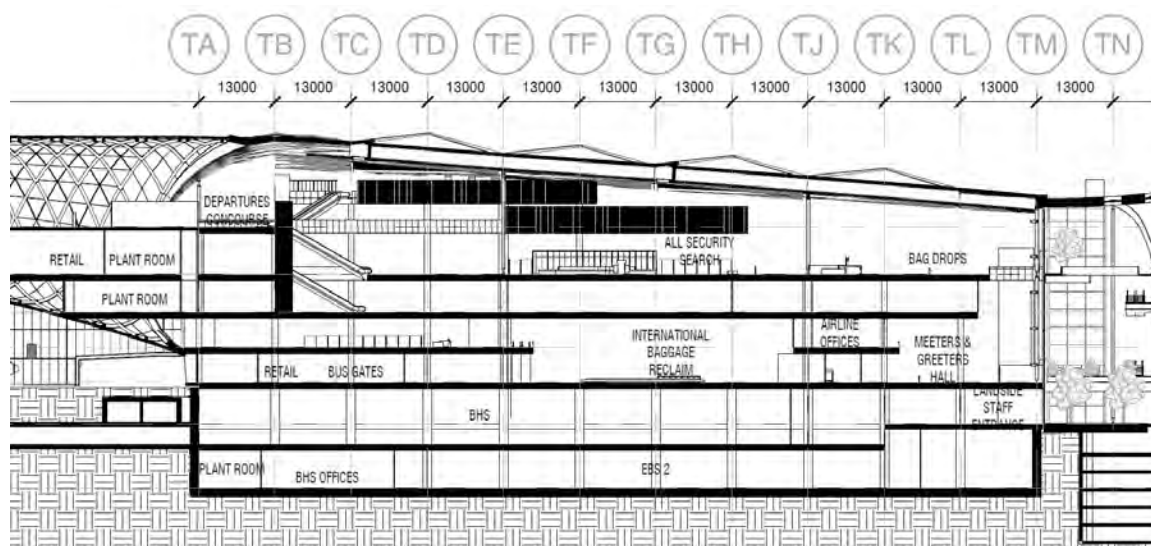 TA TB TC TD TE TF TG TH TJ TK TL TM TN
13000 13000 13000 13000 13000 13000 13000 13000 13000 13000 13000 13000
DEPARTURES
CONCOURSE
ALL SECURITY
SEARCH
RETAIL
PLANT ROOM
BAG DROPS
PLANT ROOM
INTERNATIONAL
BAGGAGE
RECLAIM
AIRLINE
OFFICES
MEETERS &
GREETERS
HALL
RETAIL
BUS GATES
LANDSIDE
STAFF
ENTRANCE
BHS
PLANT ROOM
BHS OFFICES
EBS 2